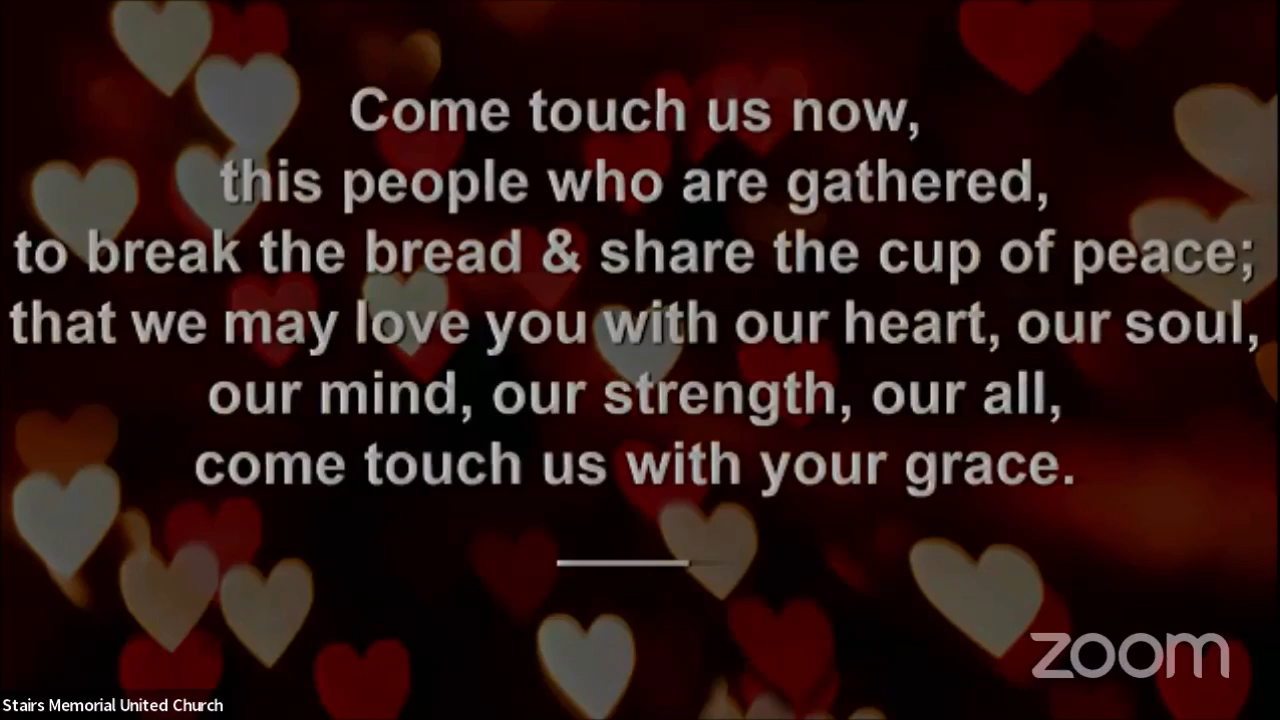 Come touch us now,
this people who are gathered,
to break the bread & share the cup of peace;
that we may love you with our heart, our soul,
our mind, our strength, our all,
come touch us with your grace.
zoom
Stairs Memorial United Church